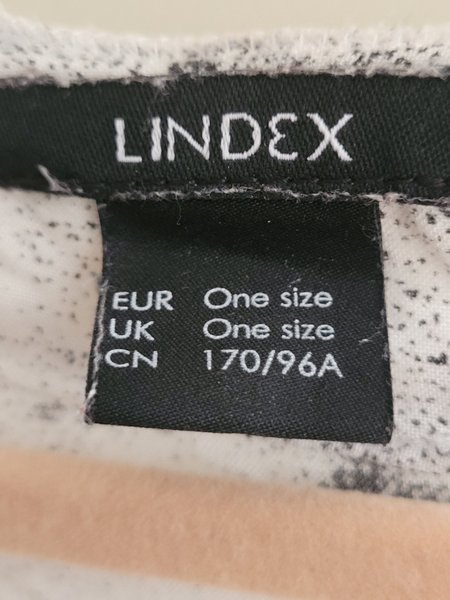 LINDEX
EUR One size
UK One size
CN 170/96A